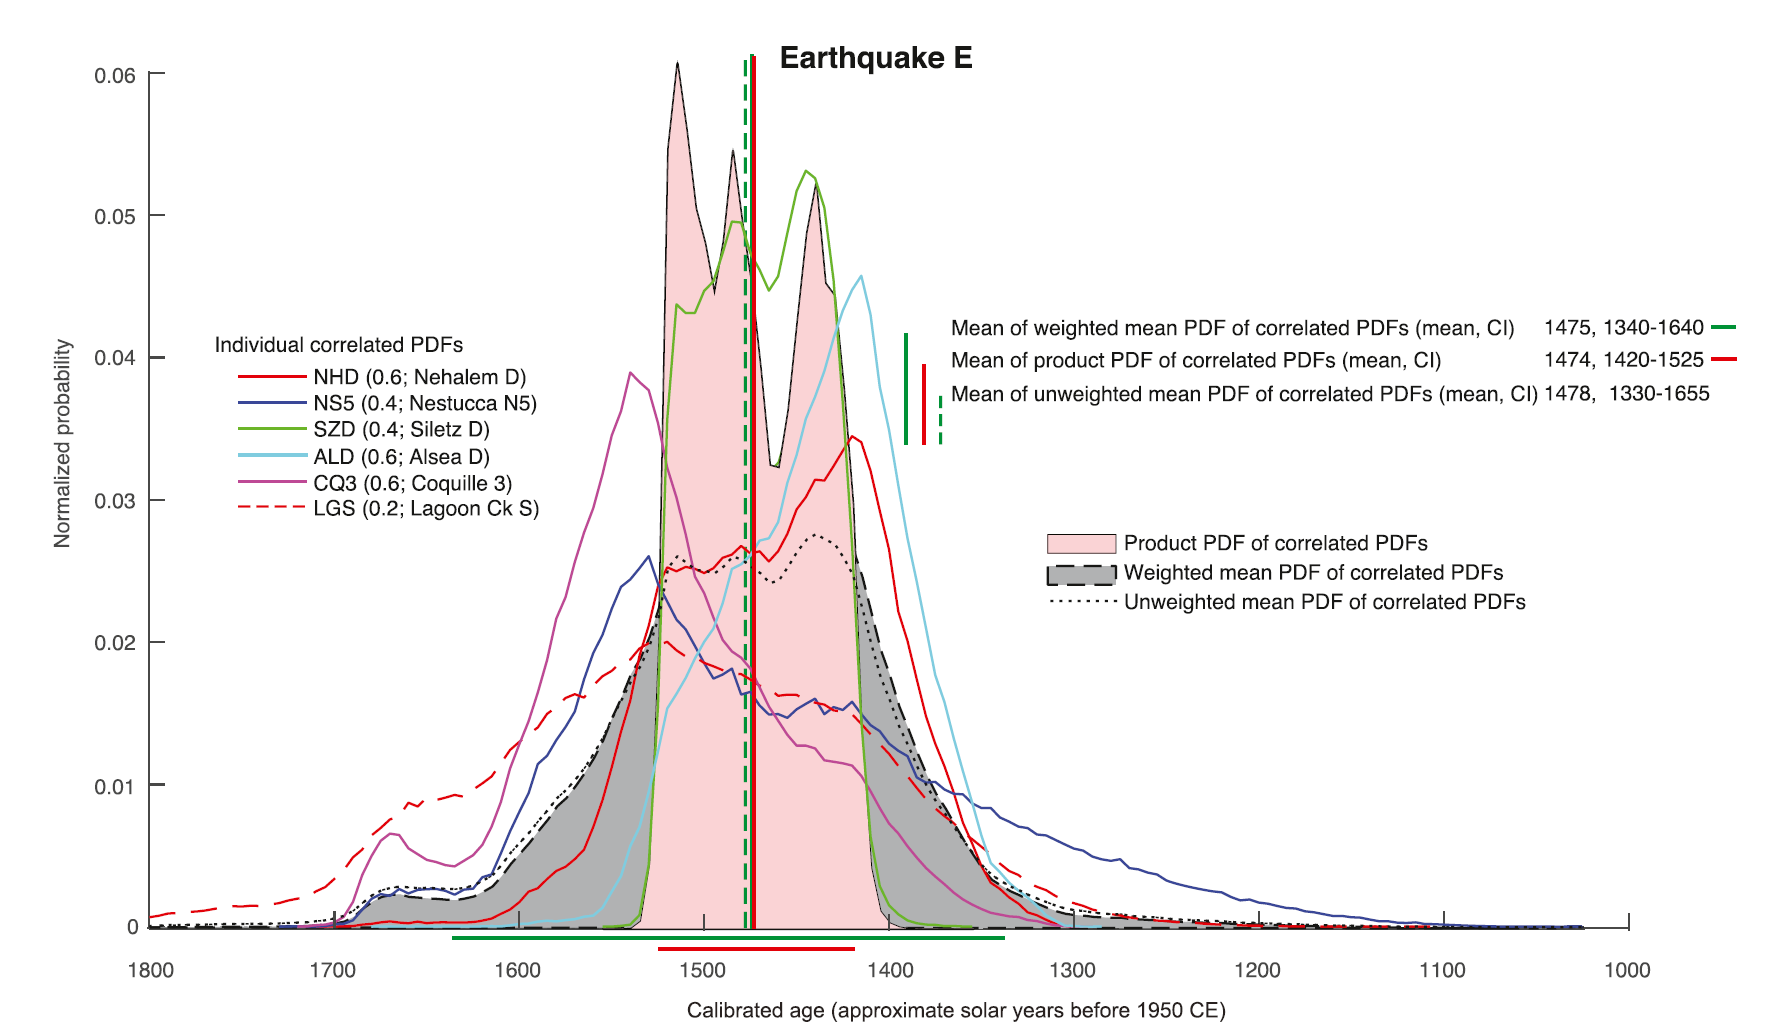 Earthquake E
0.06
0.05
0.04
0.03
0.02
0.01
0
Normalized probability
Individual correlated PDFs
NHD (0.6; Nehalem D)
NS5 (0.4; Nestucca N5)
SZD (0.4; Siletz D)
ALD (0.6; Alsea D)
CQ3 (0.6; Coquille 3)
LGS (0.2; Lagoon Ck S)
Mean of weighted mean PDF of correlated PDFs (mean, CI) 1475, 1340-1640
Mean of product PDF of correlated PDFs (mean, CI) 1474, 1420-1525
Mean of unweighted mean PDF of correlated PDFs (mean, CI) 1478, 1330-1655
Product PDF of correlated PDFs
Weighted mean PDF of correlated PDFs
Unweighted mean PDF of correlated PDFs
1800 1700 1600 1500 1400 1300 1200 1100 1000
Calibrated age (approximate solar years before 1950 CE)